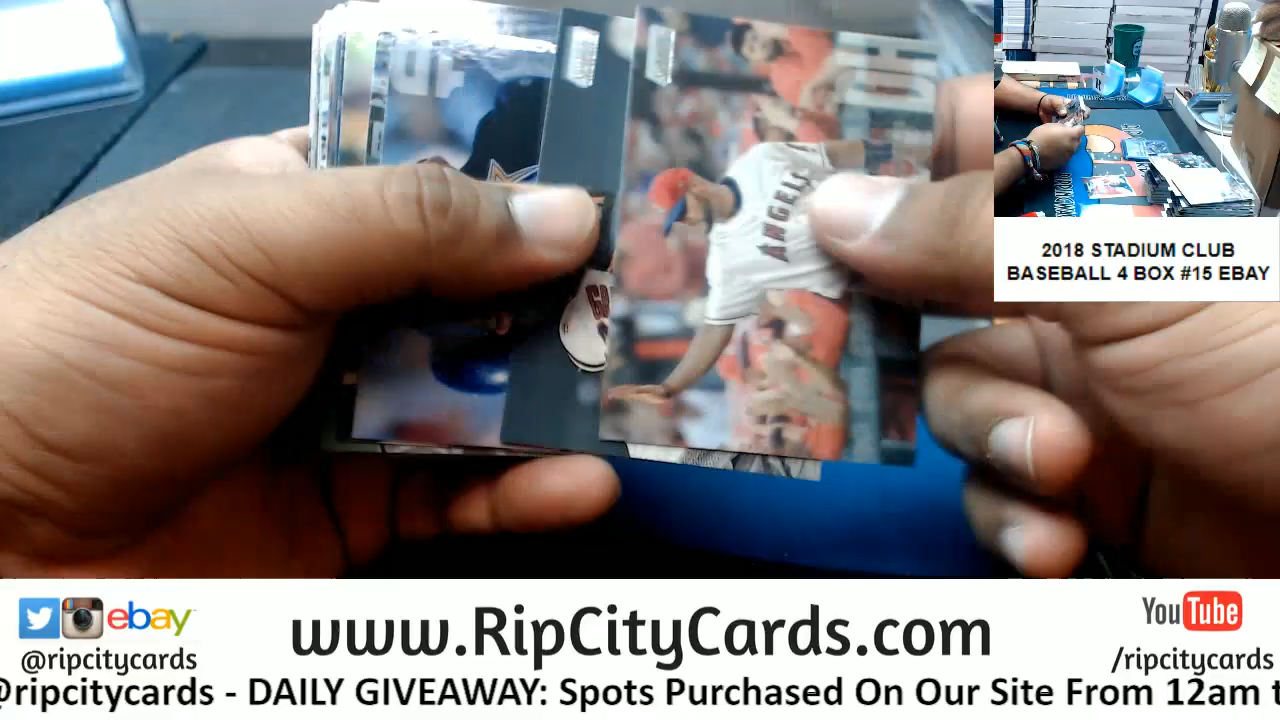 ANGELS
2018 STADIUM CLUB
BASEBALL 4 BOX #15 EBAY
ebay
www.RipCityCards.com
YouTube
@ripcitycards
/ripcitycards
@ripcitycards - DAILY GIVEAWAY: Spots Purchased On Our Site From 12am